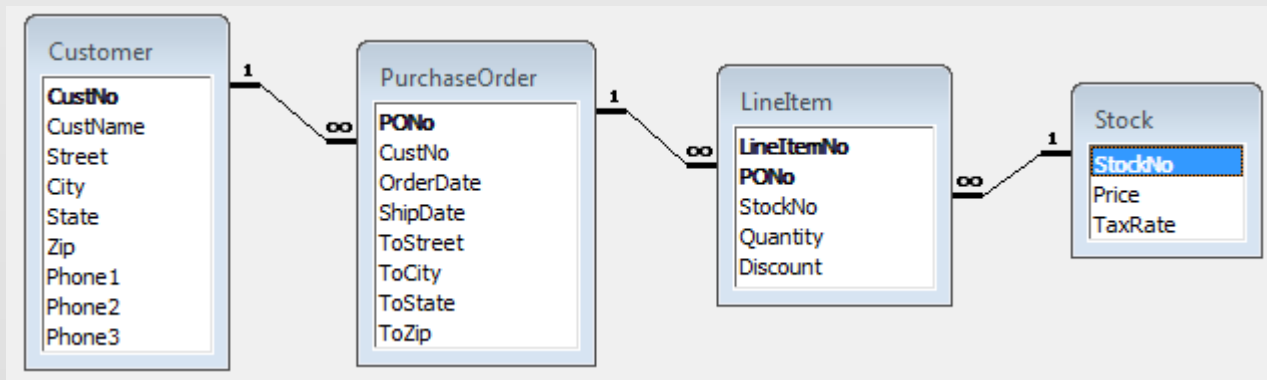 Customer
CustNo
CustName
Street
City
State
Zip
Phone1
Phone2
Phone3
1
∞
PurchaseOrder
PONo
CustNo
OrderDate
ShipDate
ToStreet
ToCity
ToState
ToZip
1
∞
LineItem
LineItemNo
PONo
StockNo
Quantity
Discount
∞
1
Stock
StockNo
Price
TaxRate